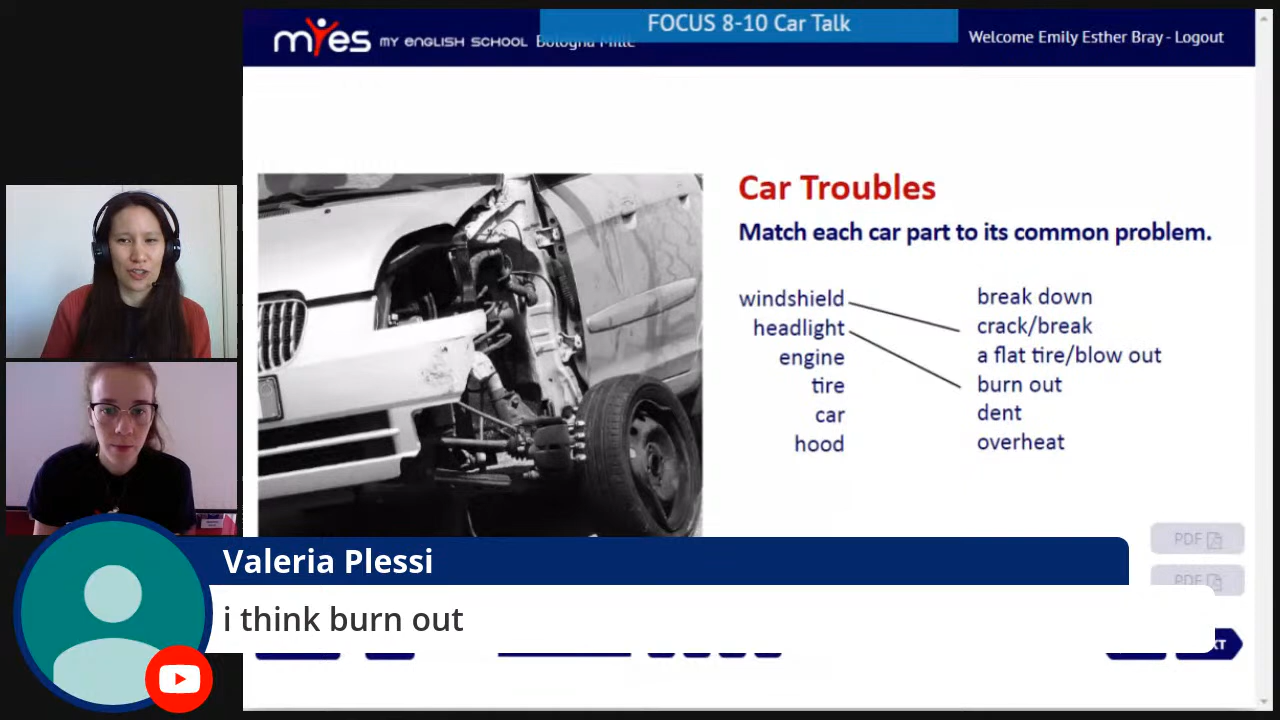 FOCUS 8-10 Car Talk
myes MY ENGLISH SCHOOL Bologna Mille
Welcome Emily Esther Bray - Logout
Car Troubles
Match each car part to its common problem.
windshield
headlight
engine
tire
car
hood
break down
crack/break
a flat tire/blow out
burn out
dent
overheat
PDF
PDF
Valeria Plessi
i think burn out